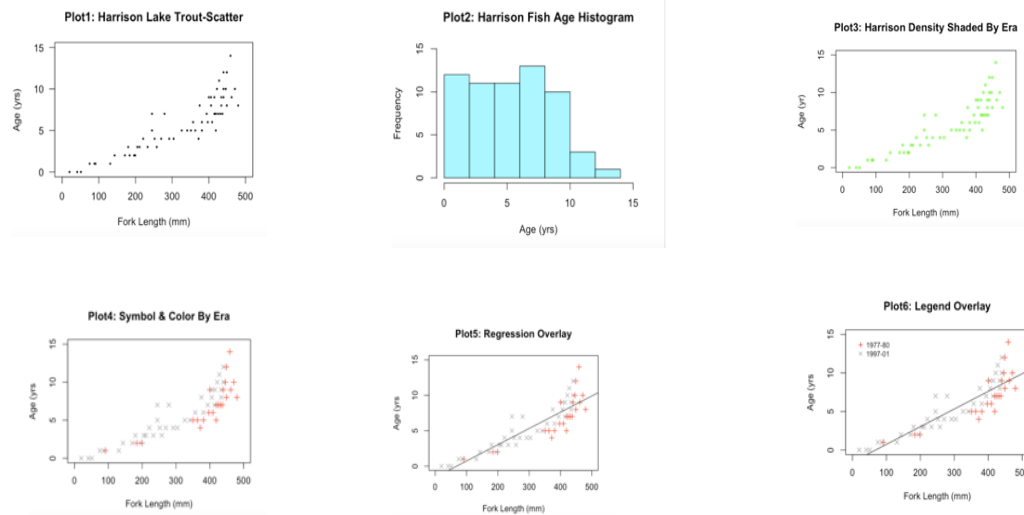 Plot1: Harrison Lake Trout-Scatter
15
10
5
0
Age (yrs)
0 100 200 300 400 500
Fork Length (mm)
Plot2: Harrison Fish Age Histogram
15
10
5
0
Frequency
0 5 10 15
Age (yrs)
Plot3: Harrison Density Shaded By Era
15
10
5
0
Age (yr)
0 100 200 300 400 500
Fork Length (mm)
Plot4: Symbol & Color By Era
15
10
5
0
Age (yrs
0 100 200 300 400 500
Fork Length (mm)
Plot5: Regression Overlay
15
10
5
0
Age (yrs
0 100 200 300 400 500
Fork Length (mm)
Plot6: Legend Overlay
1977-80
1997-01
15
10
5
0
Age (yrs
0 100 200 300 400 500
Fork Length (mm)